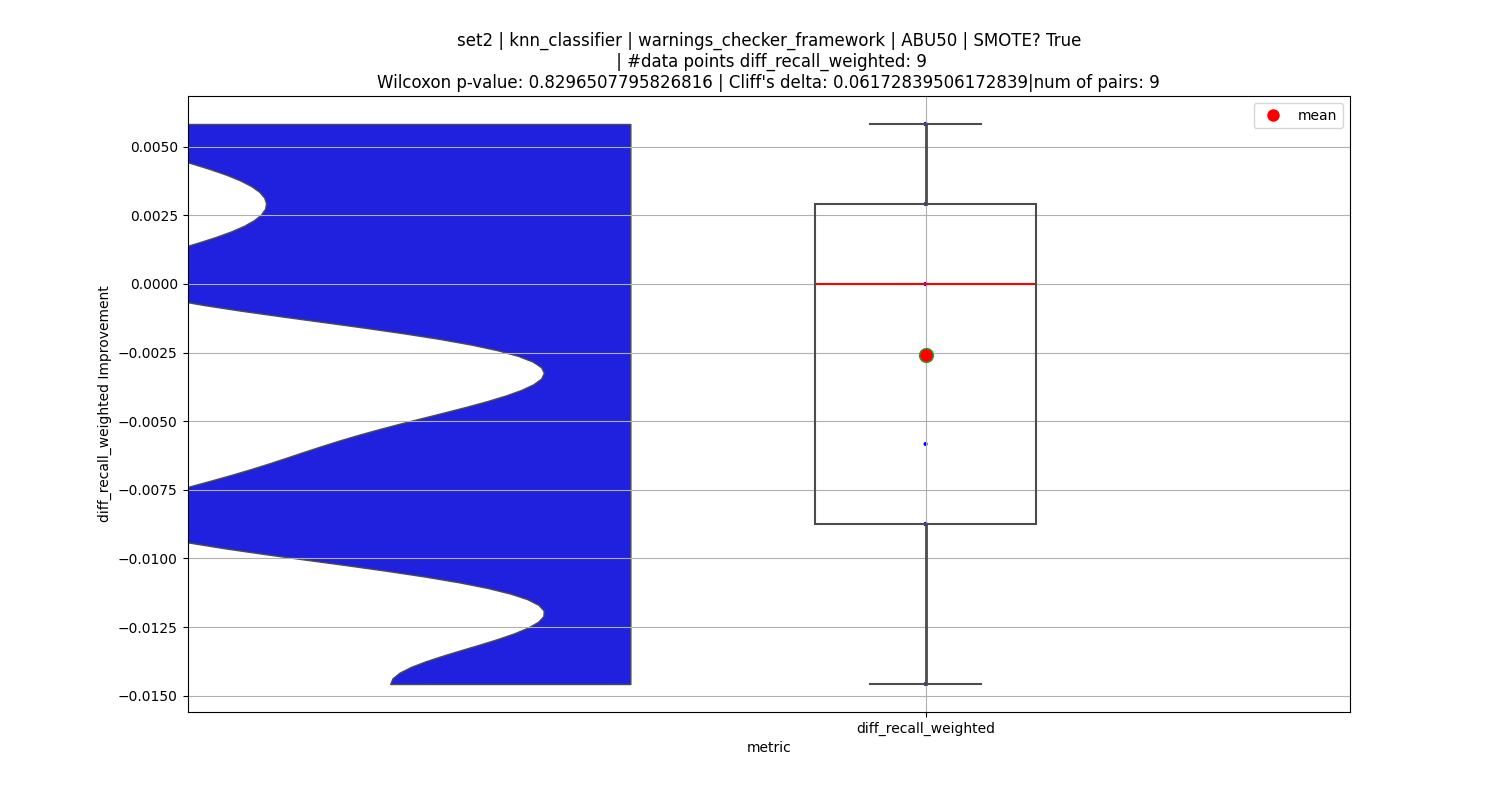 set2 | knn_classifier | warnings_checker_framework | ABU50 | SMOTE? True
| #data points diff_recall_weighted: 9
Wilcoxon p-value: 0.8296507795826816 | Cliff's delta: 0.06172839506172839|num of pairs: 9
mean
0.0050
0.0025
0.0000
−0.0025
−0.0050
−0.0075
−0.0100
−0.0125
−0.0150
diff_recall_weighted Improvement
diff_recall_weighted
metric